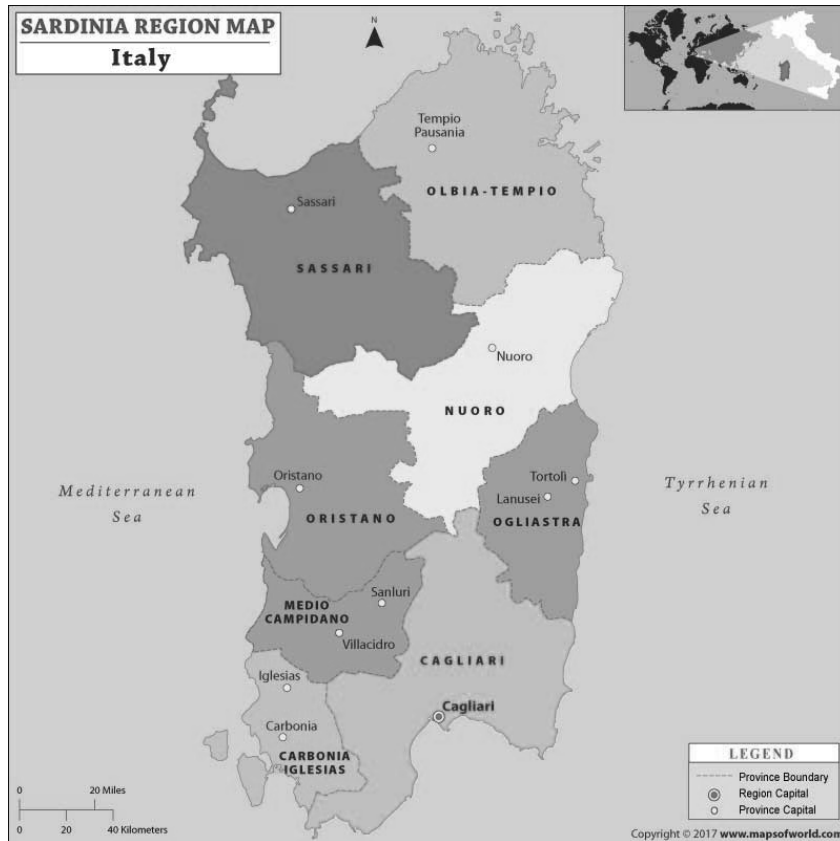 SARDINIA REGION MAP
Italy
N
Tempio
Pausania
OLBIA-TEMPIO
Sassari
SASSARI
Nuoro
NUORO
Mediterranean
Sea
Oristano
ORISTANO
Tortolì
Lanusei
OGLIASTRA
Tyrrhenian
Sea
Sanluri
MEDIO
CAMPIDANO
Villacidro
CAGLIARI
Iglesias
Cagliari
Carbonia
CARBONIA
IGLESIAS
LEGEND
Province Boundary
Region Capital
Province Capital
0 20 Miles
0 20 40 Kilometers
Copyright © 2017 www.mapsofworld.com